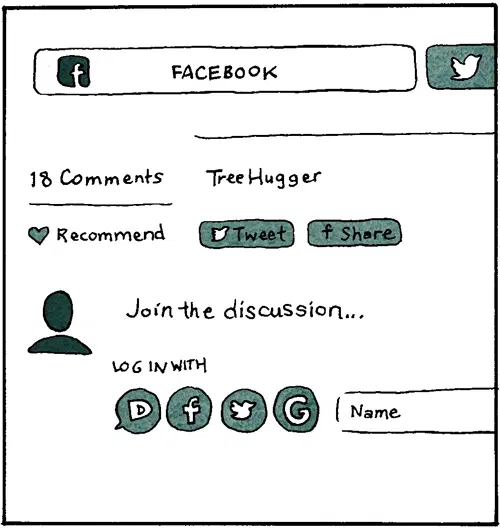 f FACEBOOK
18 Comments TreeHugger
Recommend Tweet f Share
Join the discussion...
LOG IN WITH
D f G Name